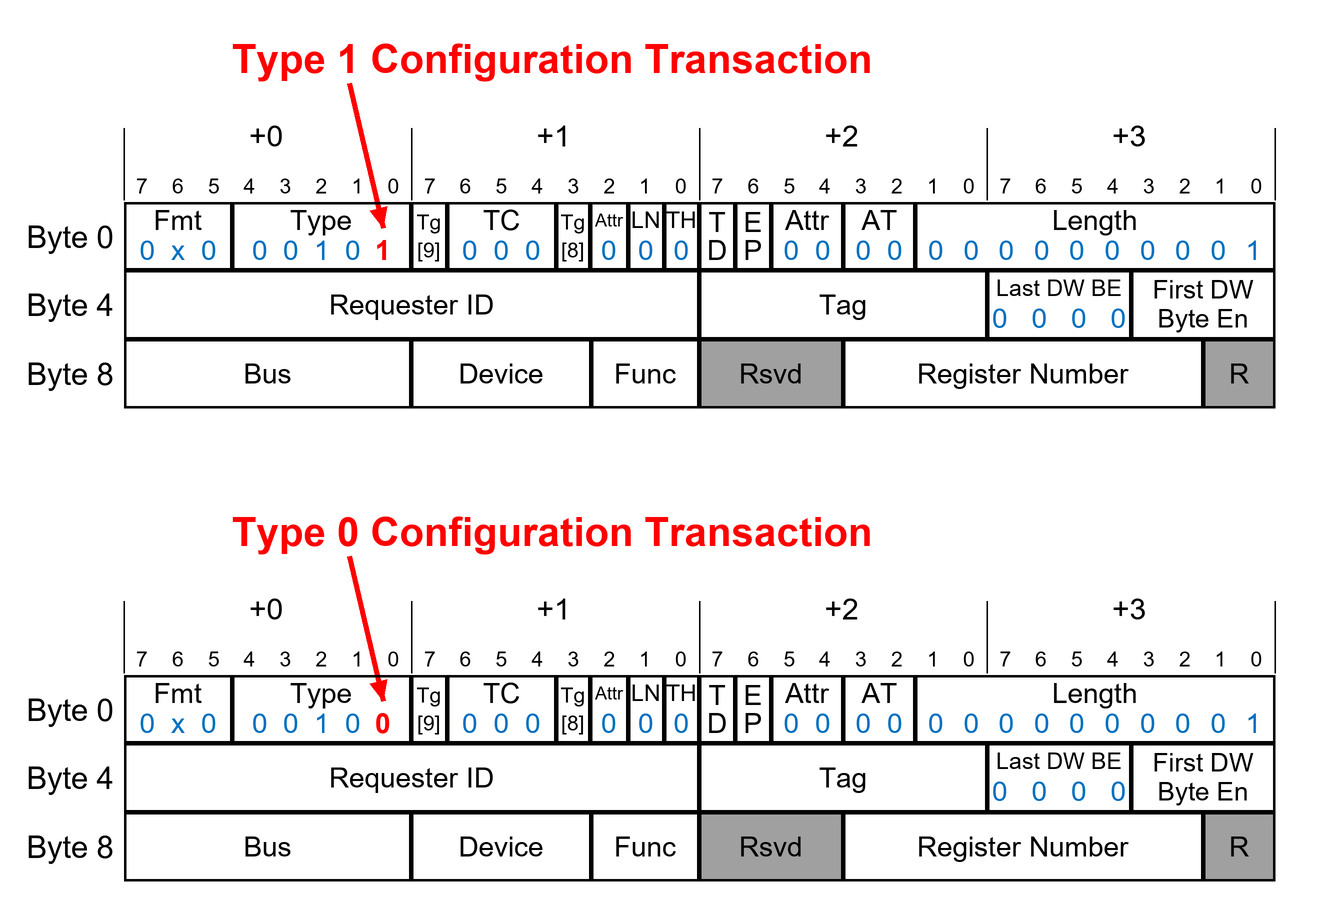 Type 1 Configuration Transaction
+0 +1 +2 +3
7 6 5 4 3 2 1 0 7 6 5 4 3 2 1 0 7 6 5 4 3 2 1 0 7 6 5 4 3 2 1 0
Byte 0 Fmt Type Tg TC Tg Attr LN TH T E Attr AT Length
0 x 0 0 0 1 0 1 [9] 0 0 0 [8] 0 0 0 D P 0 0 0 0 0 0 0 0 0 0 0 0 0 1
Byte 4 Requester ID Tag Last DW BE First DW
0 0 0 0 Byte En
Byte 8 Bus Device Func Rsvd Register Number R
Type 0 Configuration Transaction
+0 +1 +2 +3
7 6 5 4 3 2 1 0 7 6 5 4 3 2 1 0 7 6 5 4 3 2 1 0 7 6 5 4 3 2 1 0
Byte 0 Fmt Type Tg TC Tg Attr LN TH T E Attr AT Length
0 x 0 0 0 1 0 0 [9] 0 0 0 [8] 0 0 0 D P 0 0 0 0 0 0 0 0 0 0 0 0 0 1
Byte 4 Requester ID Tag Last DW BE First DW
0 0 0 0 Byte En
Byte 8 Bus Device Func Rsvd Register Number R